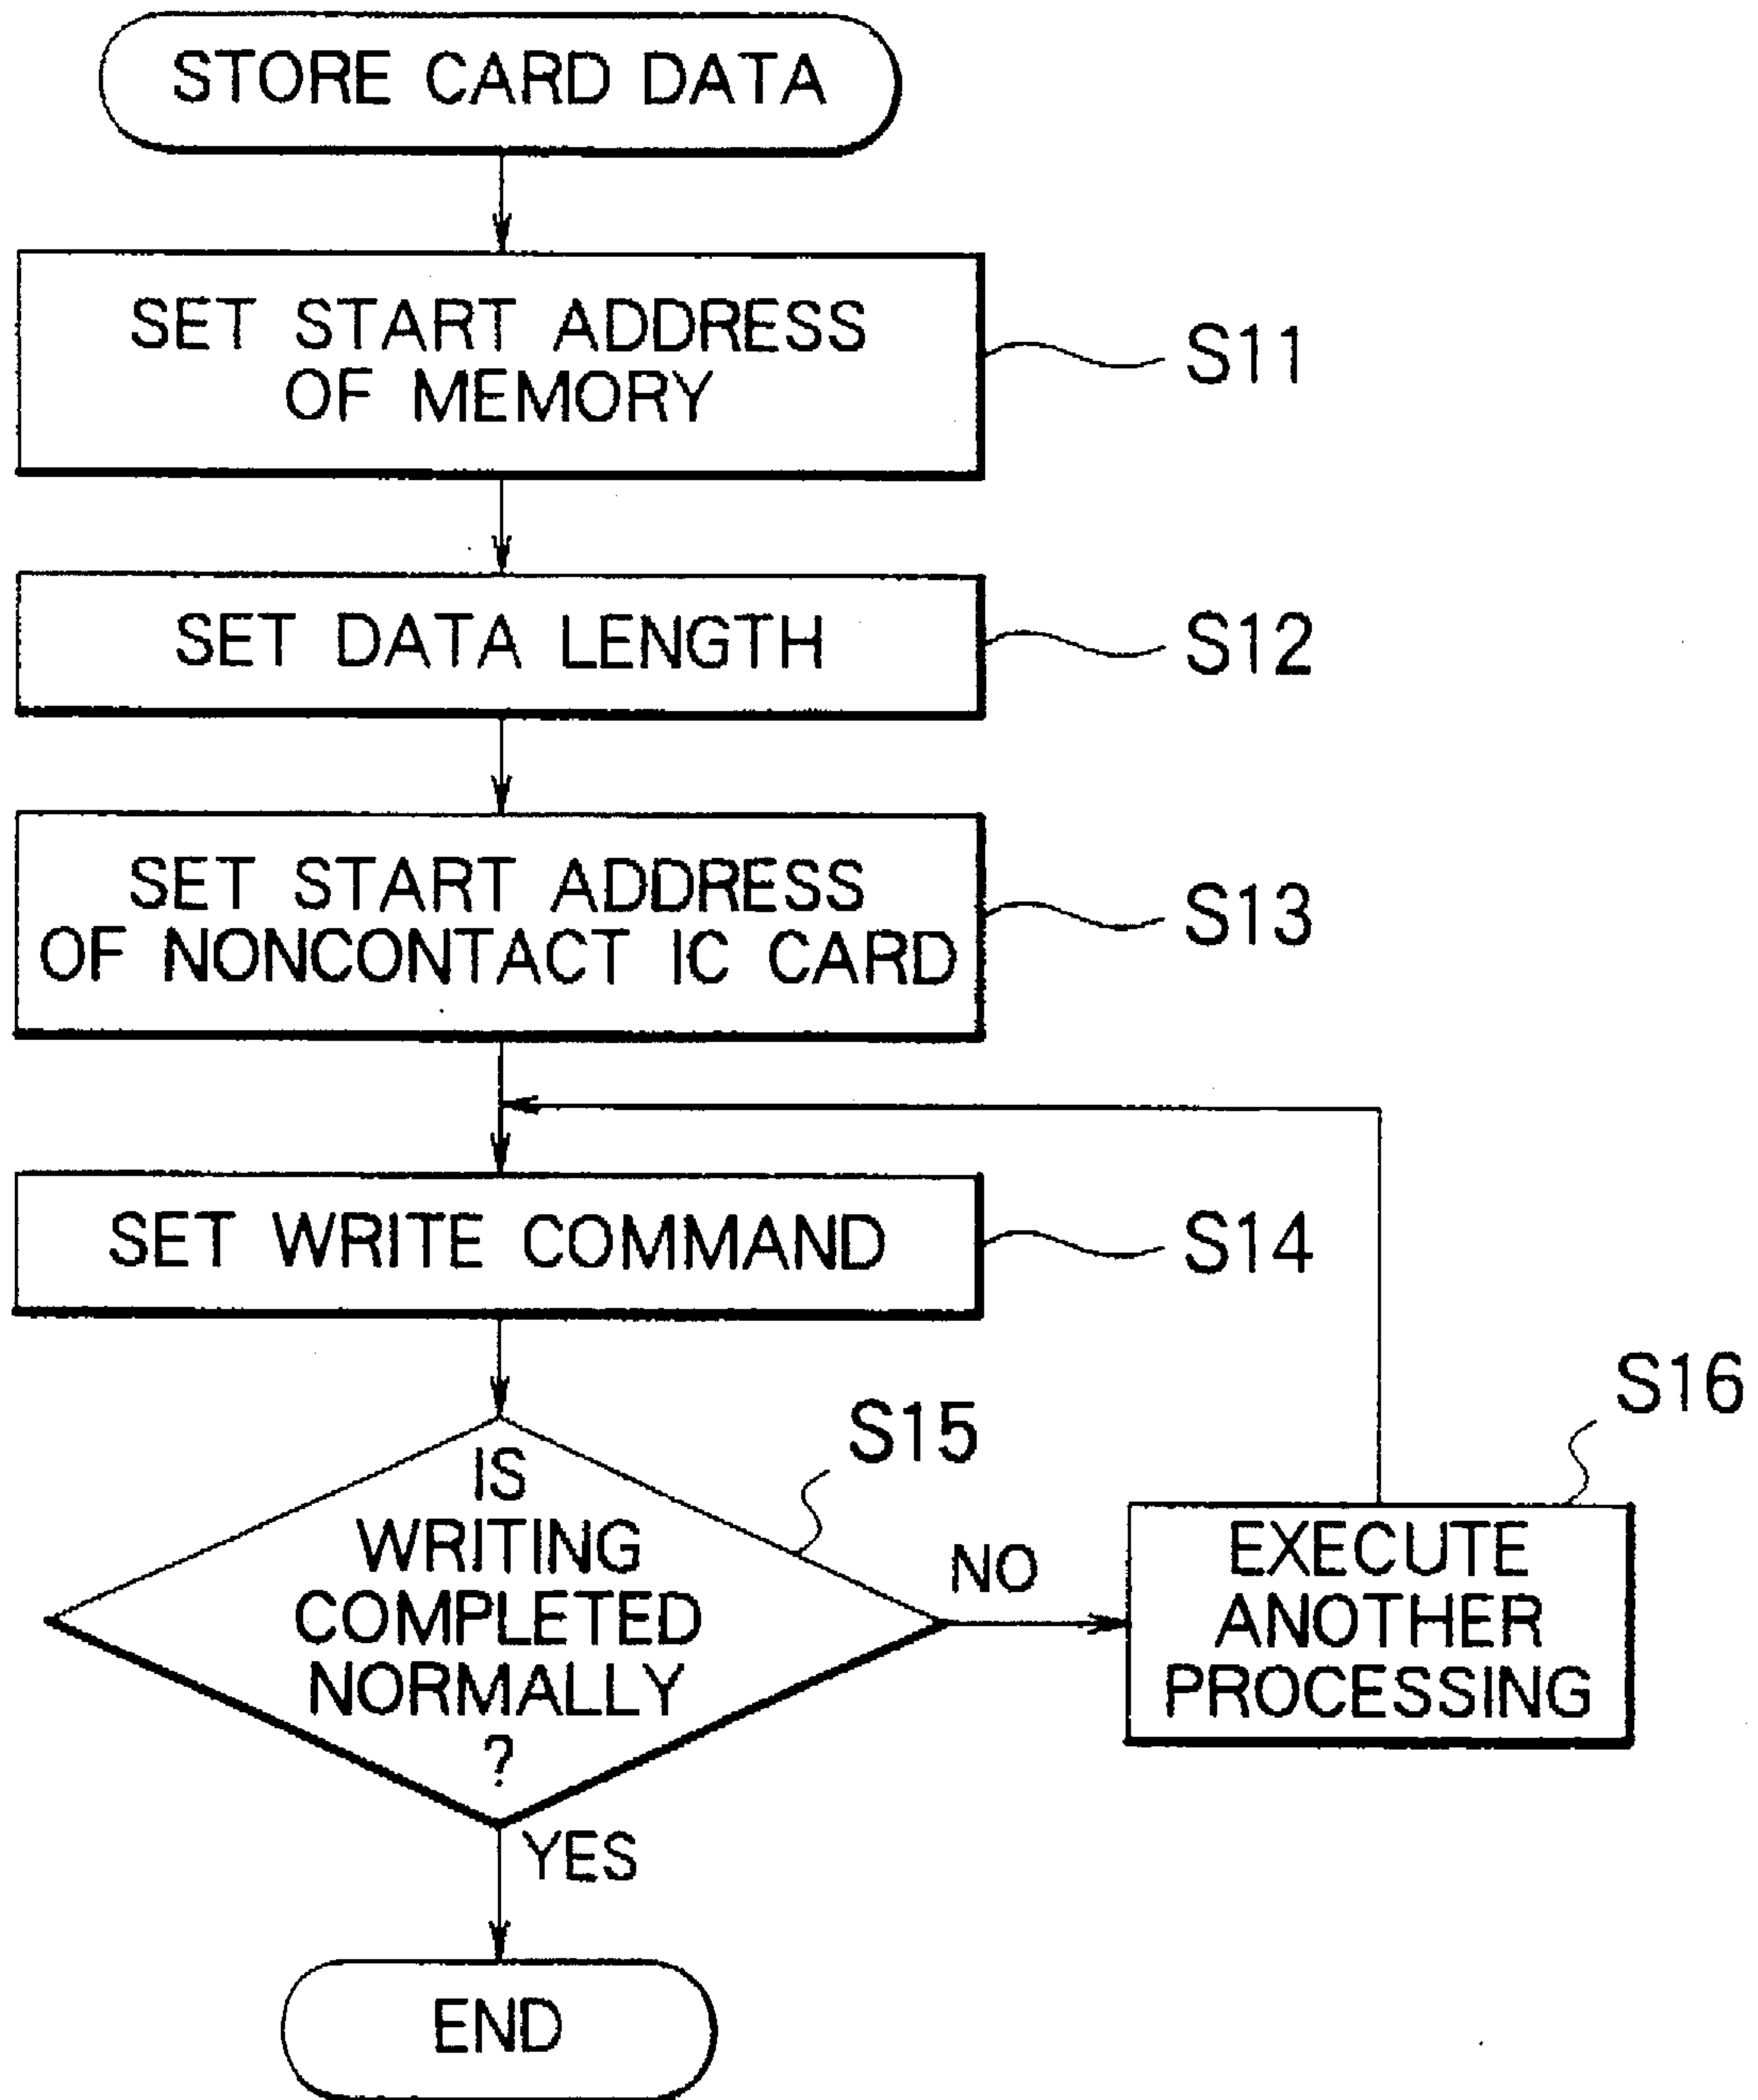 STORE CARD DATA
SET START ADDRESS
OF MEMORY
S11
SET DATA LENGTH
S12
SET START ADDRESS
OF NONCONTACT IC CARD
S13
SET WRITE COMMAND
S14
IS
WRITING
COMPLETED
NORMALLY
?
S15
NO
EXECUTE
ANOTHER
PROCESSING
S16
YES
END